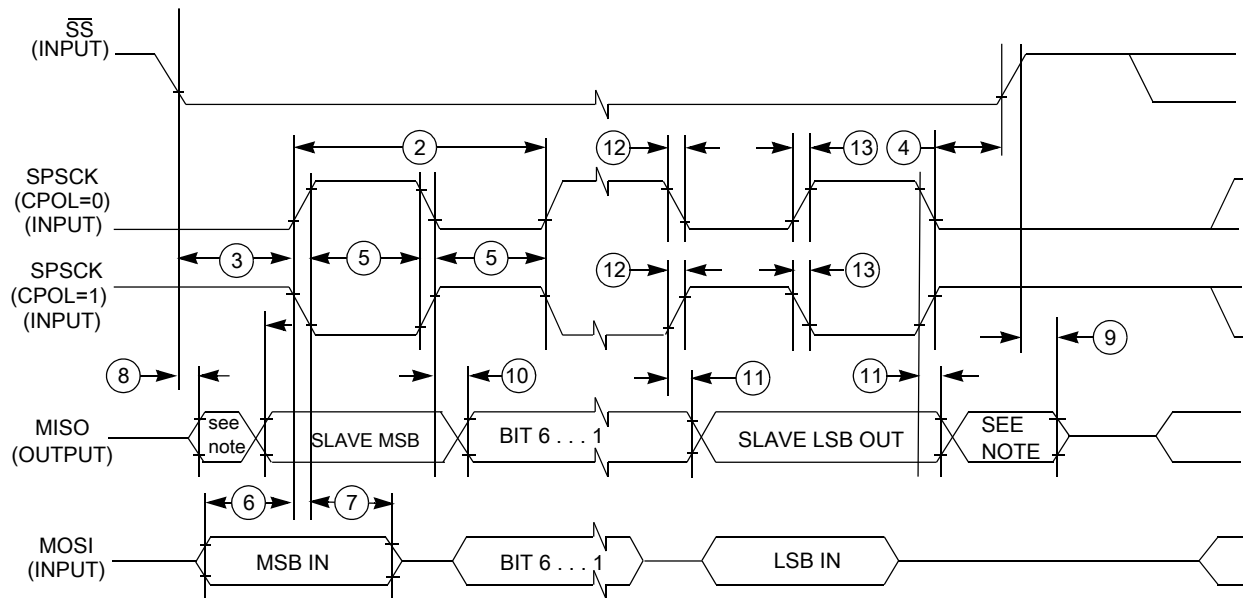 SS
(INPUT)
2
12
13
4
SPSCK
(CPOL=0)
(INPUT)
3
5
5
12
13
SPSCK
(CPOL=1)
(INPUT)
8
10
11
11
9
MISO
(OUTPUT)
see
note
SLAVE MSB
BIT 6 . . . 1
SLAVE LSB OUT
SEE
NOTE
6
7
MOSI
(INPUT)
MSB IN
BIT 6 . . . 1
LSB IN